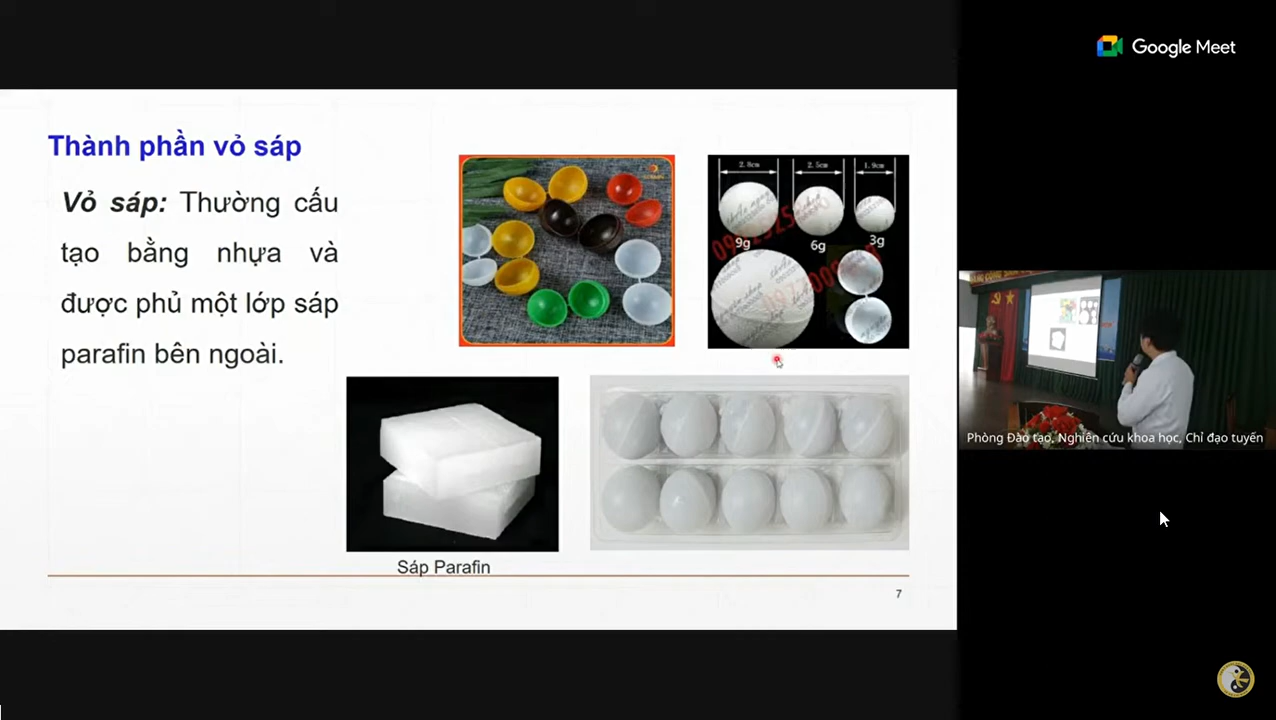 Google Meet
Thành phần vỏ sáp
Vỏ sáp: Thường cấu
tạo bằng nhựa và
được phủ một lớp sáp
parafin bên ngoài.
2.8cm 2.5cm 1.9cm
9g 6g 3g
Sáp Parafin
7
Phòng Đào tạo, Nghiên cứu khoa học, Chỉ đạo tuyến